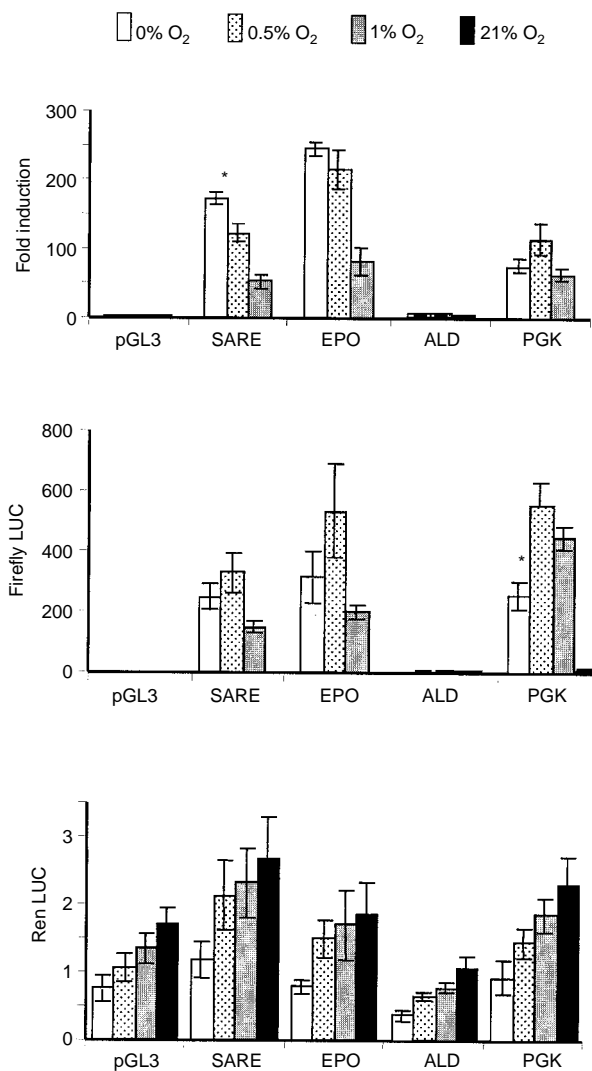 0% O₂ 0.5% O₂ 1% O₂ 21% O₂
300
200
100
0
Fold induction
*
pGL3 SARE EPO ALD PGK
800
600
400
200
0
Firefly LUC
*
pGL3 SARE EPO ALD PGK
3
2
1
0
Ren LUC
pGL3 SARE EPO ALD PGK